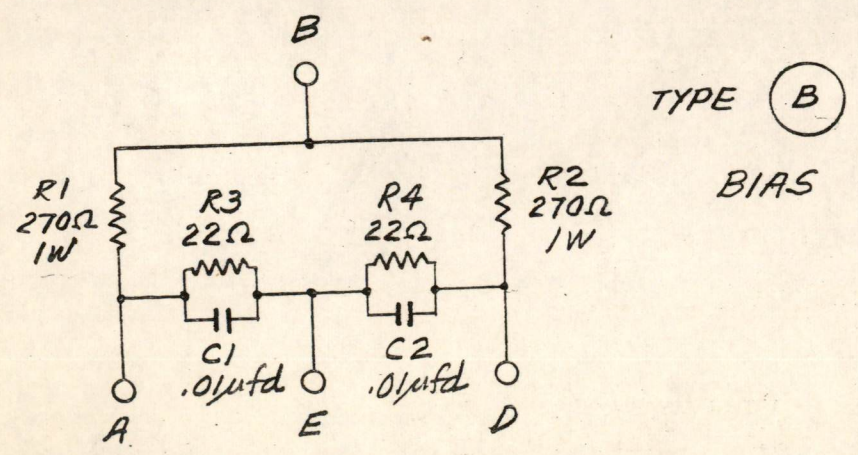 B
TYPE B
BIAS
R1
270Ω
1W
R3
22Ω
R4
22Ω
R2
270Ω
1W
C1
.01µfd
C2
.01µfd
A
E
D